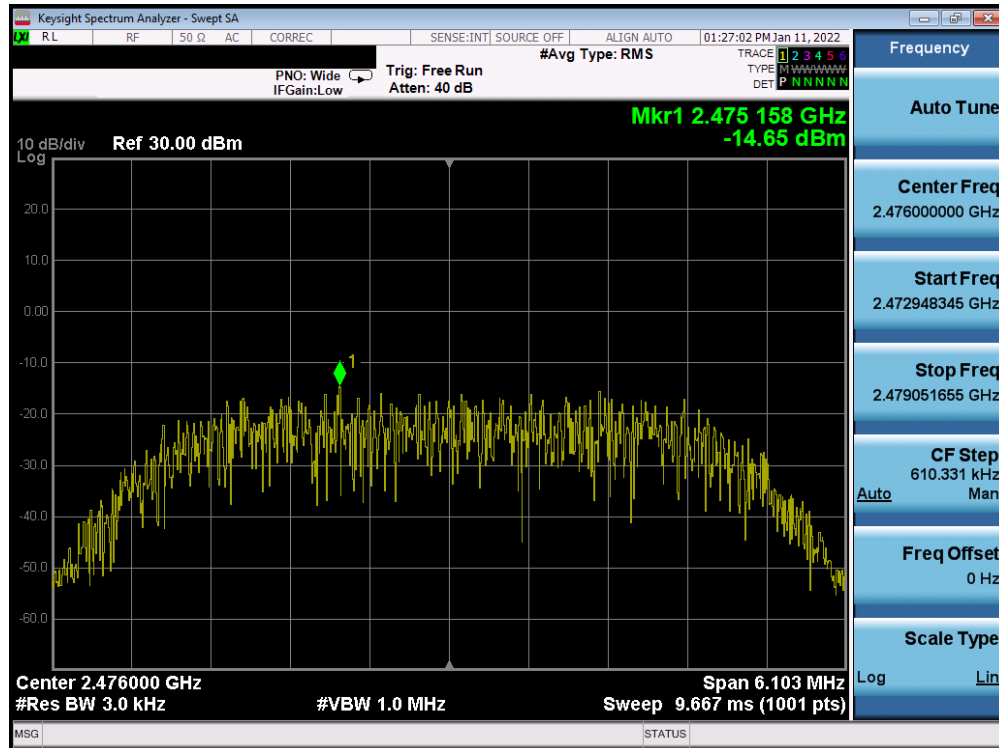 Keysight Spectrum Analyzer - Swept SA
LXI RL RF 50 Ω AC CORREC SENSE:INT SOURCE OFF ALIGN AUTO 01:27:02 PM Jan 11, 2022
#Avg Type: RMS
TRACE 1 2 3 4 5 6
PNO: Wide Trig: Free Run
TYPE M WWWWW
IFGain:Low Atten: 40 dB
DET P N N N N N
Mkr1 2.475 158 GHz
-14.65 dBm
10 dB/div Ref 30.00 dBm
Log
20.0
10.0
0.00
-10.0
1
-20.0
-30.0
-40.0
-50.0
-60.0
Center 2.476000 GHz Span 6.103 MHz
#Res BW 3.0 kHz #VBW 1.0 MHz Sweep 9.667 ms (1001 pts)
MSG STATUS
Frequency
Auto Tune
Center Freq
2.476000000 GHz
Start Freq
2.472948345 GHz
Stop Freq
2.479051655 GHz
CF Step
610.331 kHz
Auto Man
Freq Offset
0 Hz
Scale Type
Log Lin